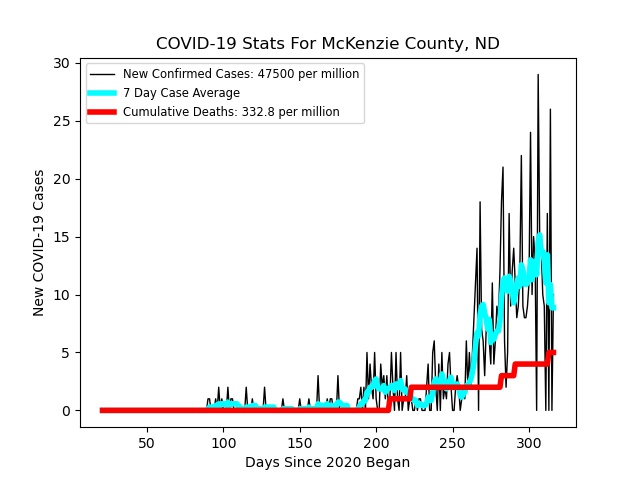 COVID-19 Stats For McKenzie County, ND
New Confirmed Cases: 47500 per million
7 Day Case Average
Cumulative Deaths: 332.8 per million
30
25
20
15
10
5
0
New COVID-19 Cases
50 100 150 200 250 300
Days Since 2020 Began